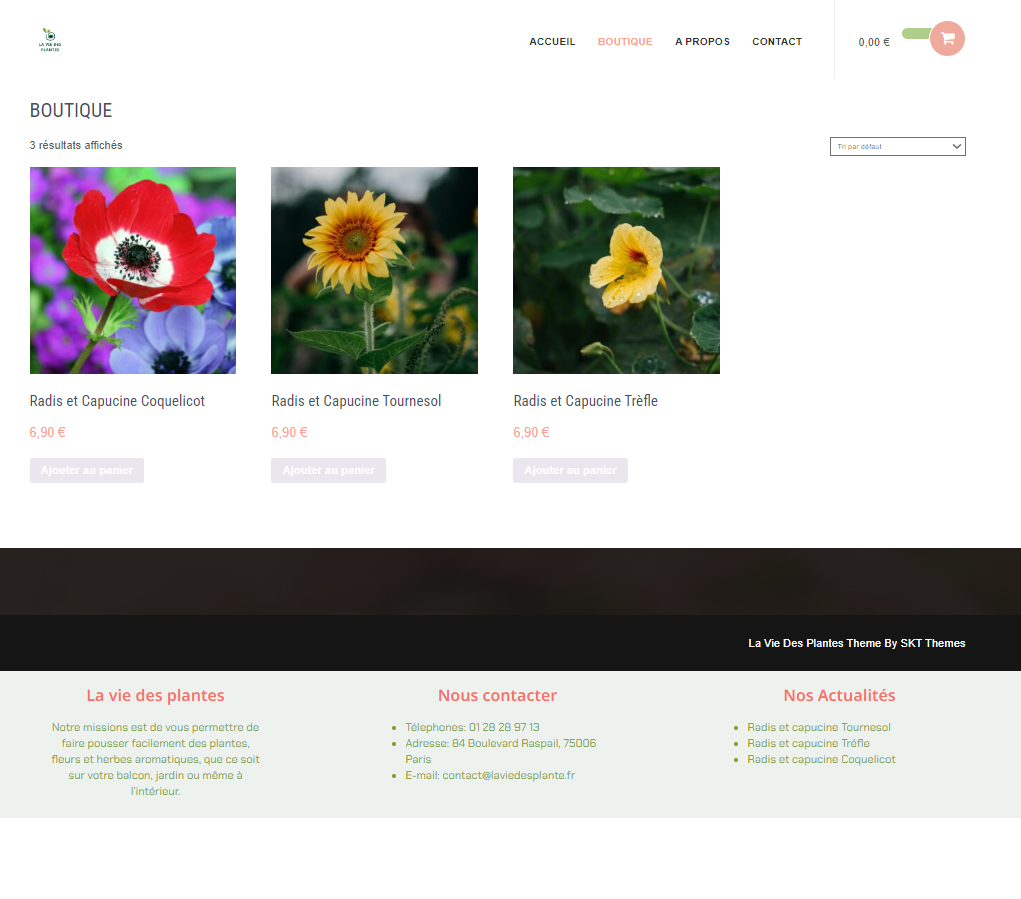 LA VIE DES
PLANTES
ACCUEIL
BOUTIQUE
A PROPOS
CONTACT
0,00 €
BOUTIQUE
3 résultats affichés
Tri par défaut
Radis et Capucine Coquelicot
6,90 €
Ajouter au panier
Radis et Capucine Tournesol
6,90 €
Ajouter au panier
Radis et Capucine Trèfle
6,90 €
Ajouter au panier
La Vie Des Plantes Theme By SKT Themes
La vie des plantes
Notre missions est de vous permettre de
faire pousser facilement des plantes,
fleurs et herbes aromatiques, que ce soit
sur votre balcon, jardin ou même à
l'intérieur.
Nous contacter
Télephones: 01 28 28 97 13
Adresse: 84 Boulevard Raspail, 75006
Paris
E-mail: contact@laviedesplante.fr
Nos Actualités
Radis et capucine Tournesol
Radis et capucine Tréfle
Radis et capucine Coquelicot